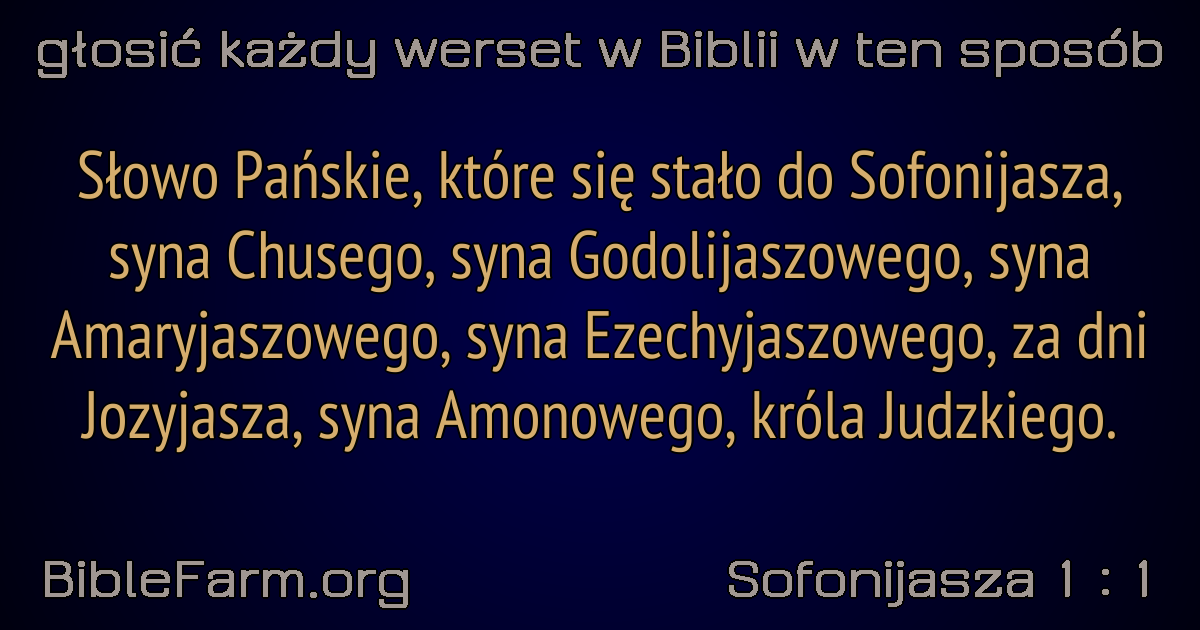 głosić każdy werset w Biblii w ten sposób
Słowo Pańskie, które się stało do Sofonijasza,
syna Chusego, syna Godolijaszowego, syna
Amaryjaszowego, syna Ezechyjaszowego, za dni
Jozyjasza, syna Amonowego, króla Judzkiego.
BibleFarm.org
Sofonijasza 1 : 1